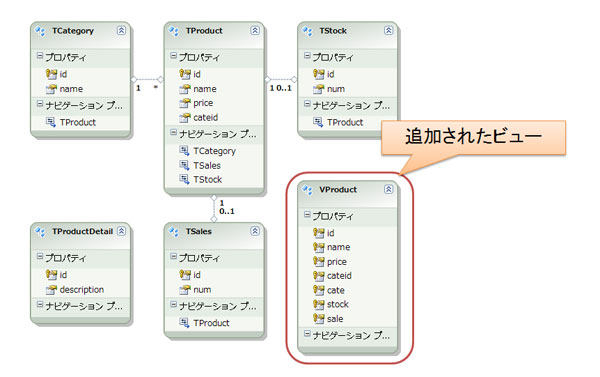 TCategory
プロパティ
id
name
ナビゲーション プ...
TProduct
1
*
TProduct
プロパティ
id
name
price
cateid
ナビゲーション プ...
TCategory
TSales
TStock
1 0..1
TStock
プロパティ
id
num
ナビゲーション プ...
TProduct
追加されたビュー
1
0..1
TProductDetail
プロパティ
id
description
ナビゲーション プ...
TSales
プロパティ
id
num
ナビゲーション プ...
TProduct
VProduct
プロパティ
id
name
price
cateid
cate
stock
sale
ナビゲーション プ...